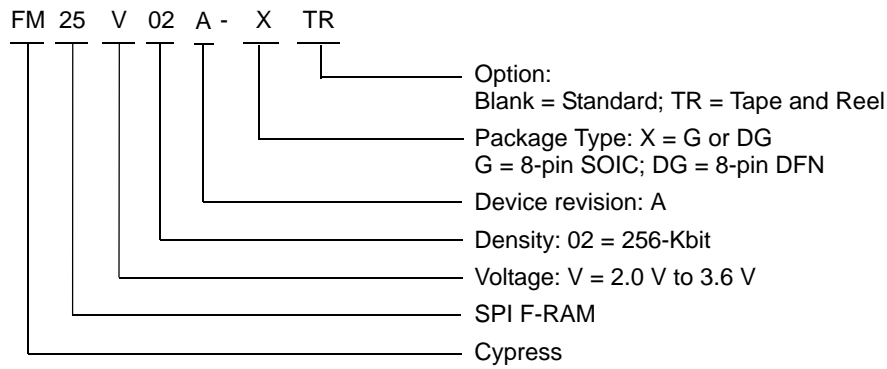 FM 25 V 02 A - X TR
Option:
Blank = Standard; TR = Tape and Reel
Package Type: X = G or DG
G = 8-pin SOIC; DG = 8-pin DFN
Device revision: A
Density: 02 = 256-Kbit
Voltage: V = 2.0 V to 3.6 V
SPI F-RAM
Cypress